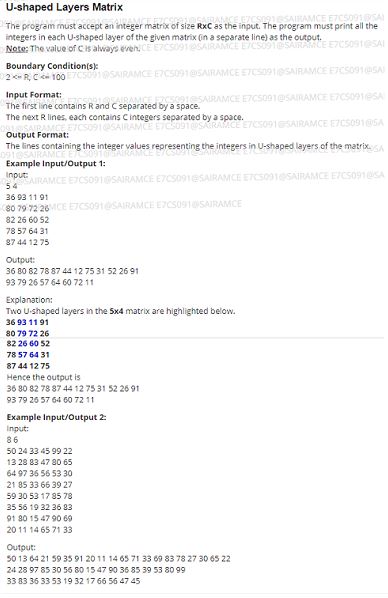 U-shaped Layers Matrix
The program must accept an integer matrix of size RxC as the input. The program must print all the
integers in each U-shaped layer of the given matrix (in a separate line) as the output.
Note: The value of C is always even.
Boundary Condition(s):
2 <= R, C <= 100
Input Format:
The first line contains R and C separated by a space.
The next R lines, each contains C integers separated by a space.
Output Format:
The lines containing the integer values representing the integers in U-shaped layers of the matrix.
Example Input/Output 1:
Input:
5 4
36 93 11 91
80 79 72 26
E7CS091@SAIRAMCE
82 26 60 52
78 57 64 31
87 44 12 75
Output:
36 80 82 78 87 44 12 75 31 52 26 91
93 79 26 57 64 60 72 11
Explanation:
Two U-shaped layers in the 5x4 matrix are highlighted below.
36 93 11 91
80 79 72 26
82 26 60 52
78 57 64 31
87 44 12 75
Hence the output is
36 80 82 78 87 44 12 75 31 52 26 91
93 79 26 57 64 60 72 11
Example Input/Output 2:
Input:
8 6
50 24 33 45 99 22
13 28 83 47 80 65
64 97 36 56 53 30
21 85 33 66 39 27
59 30 53 17 85 78
35 56 19 32 36 83
91 80 15 47 90 69
20 11 14 65 71 33
Output:
50 13 64 21 59 35 91 20 11 14 65 71 33 69 83 78 27 30 65 22
24 28 97 85 30 56 80 15 47 90 36 85 39 53 80 99
33 83 36 33 53 19 32 17 66 56 47 45